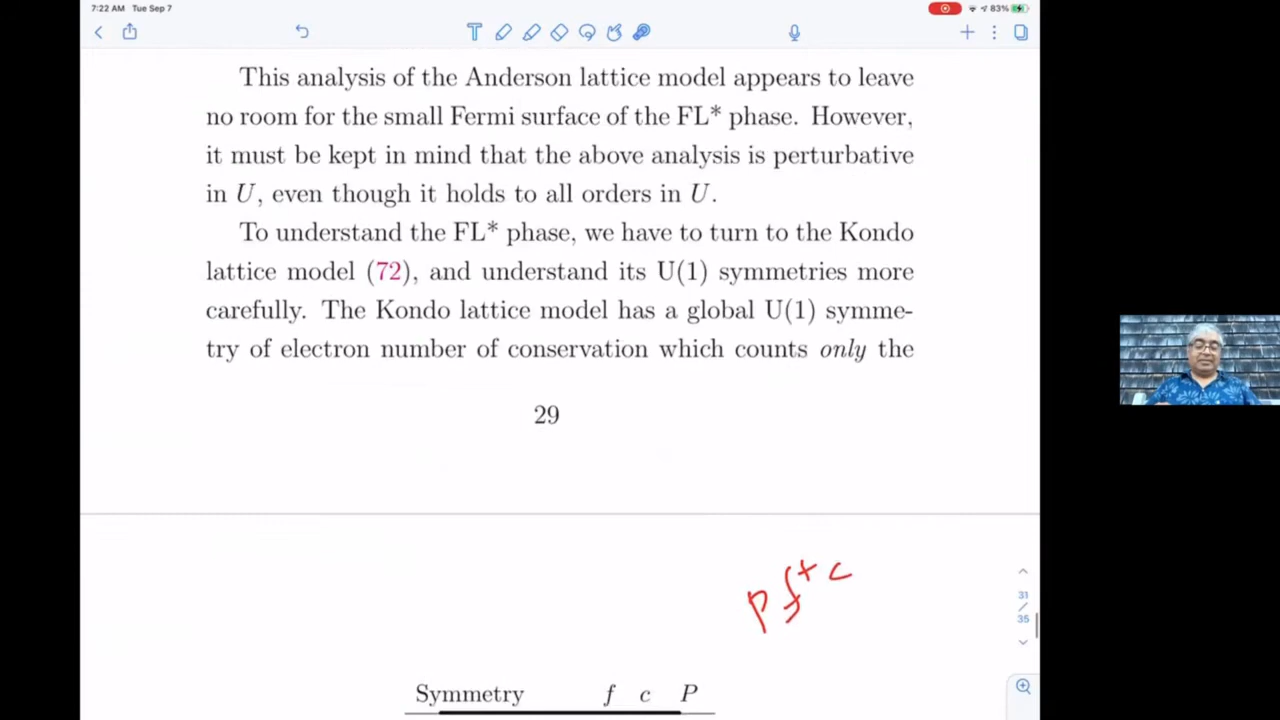 7:22 AM Tue Sep 7
83%
This analysis of the Anderson lattice model appears to leave
no room for the small Fermi surface of the FL* phase. However,
it must be kept in mind that the above analysis is perturbative
in U, even though it holds to all orders in U.
To understand the FL* phase, we have to turn to the Kondo
lattice model (72), and understand its U(1) symmetries more
carefully. The Kondo lattice model has a global U(1) symme-
try of electron number of conservation which counts only the
29
P f† c
31
/
35
Symmetry f c P